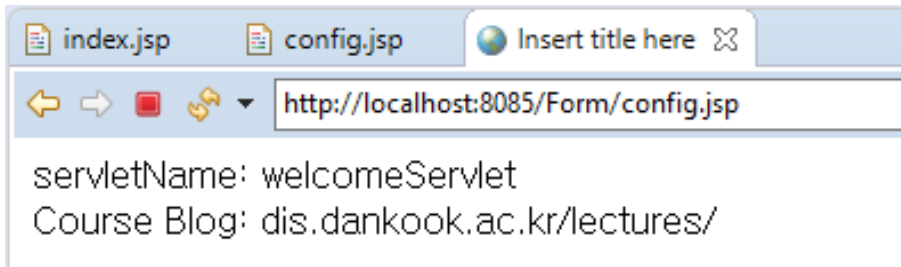 index.jsp config.jsp Insert title here
http://localhost:8085/Form/config.jsp
servletName: welcomeServlet
Course Blog: dis.dankook.ac.kr/lectures/